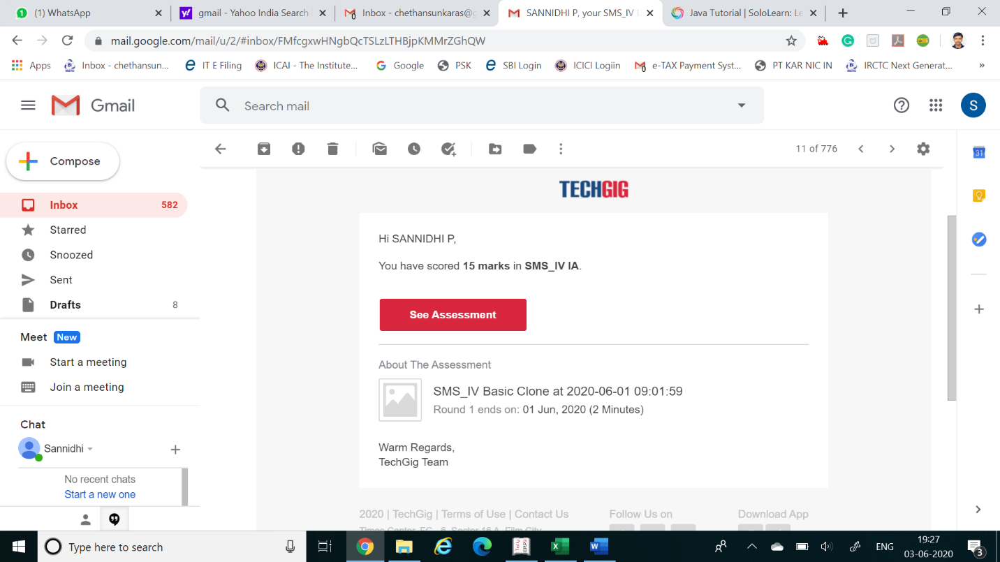 (1) WhatsApp
gmail - Yahoo India Search
Inbox - chethansunkaras@g
SANNIDHI P, your SMS_IV I
Java Tutorial | SoloLearn: Le
mail.google.com/mail/u/2/#inbox/FMfcgxwHNgbQcTSLzLTHBjpKMMrZGhQW
Apps
Inbox - chethansun...
IT E Filing
ICAI - The Institute...
Google
PSK
SBI Login
ICICI Logiin
e-TAX Payment Syst...
PT KAR NIC IN
IRCTC Next Generat...
»
Gmail
Search mail
S
Compose
11 of 776
31
Inbox 582
Starred
Snoozed
Sent
Drafts 8
Meet New
Start a meeting
Join a meeting
Chat
Sannidhi
No recent chats
Start a new one
TECHGIG
Hi SANNIDHI P,
You have scored 15 marks in SMS_IV IA.
See Assessment
About The Assessment
SMS_IV Basic Clone at 2020-06-01 09:01:59
Round 1 ends on: 01 Jun, 2020 (2 Minutes)
Warm Regards,
TechGig Team
2020 | TechGig | Terms of Use | Contact Us
Follow Us on
Download App
Times Center, FC - 6, Sector 16 A, Film City
Type here to search
ENG
19:27
03-06-2020
3